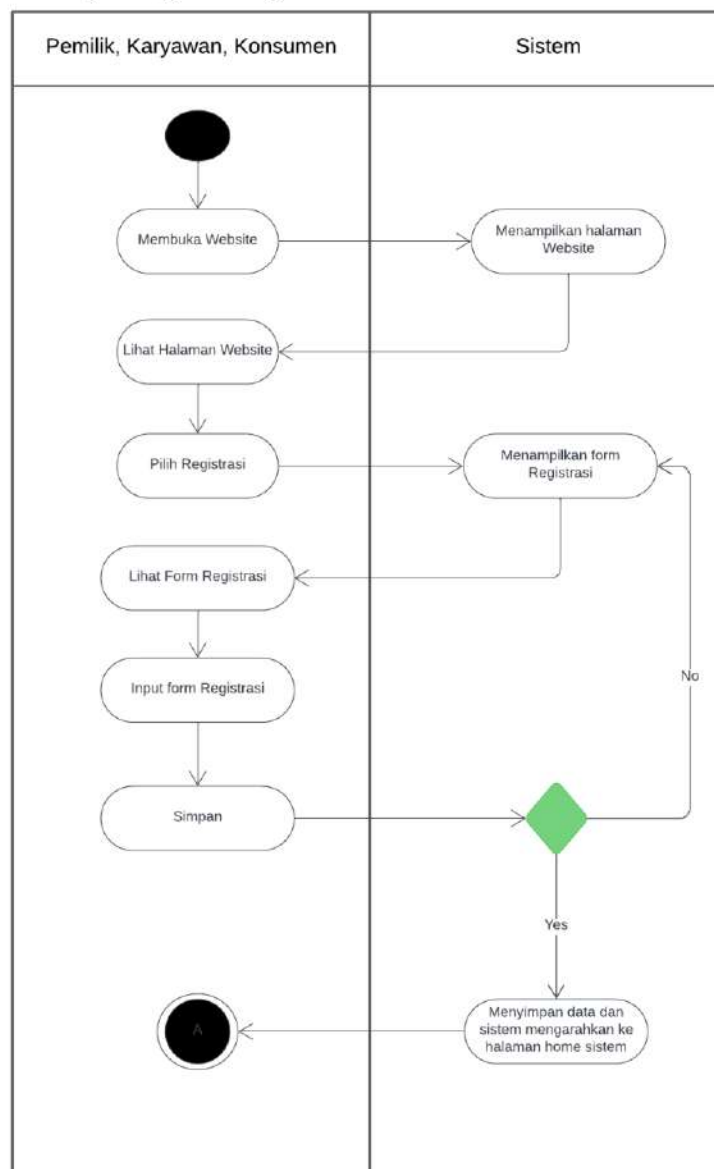 Pemilik, Karyawan, Konsumen
Sistem
Membuka Website
Menampilkan halaman
Website
Lihat Halaman Website
Pilih Registrasi
Menampilkan form
Registrasi
Lihat Form Registrasi
Input form Registrasi
No
Simpan
Yes
A
Menyimpan data dan
sistem mengarahkan ke
halaman home sistem